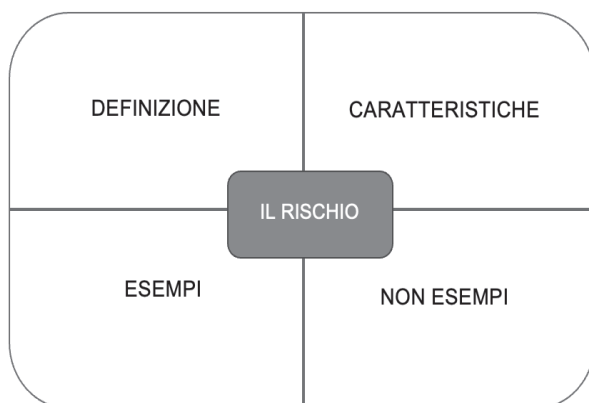 DEFINIZIONE
CARATTERISTICHE
IL RISCHIO
ESEMPI
NON ESEMPI